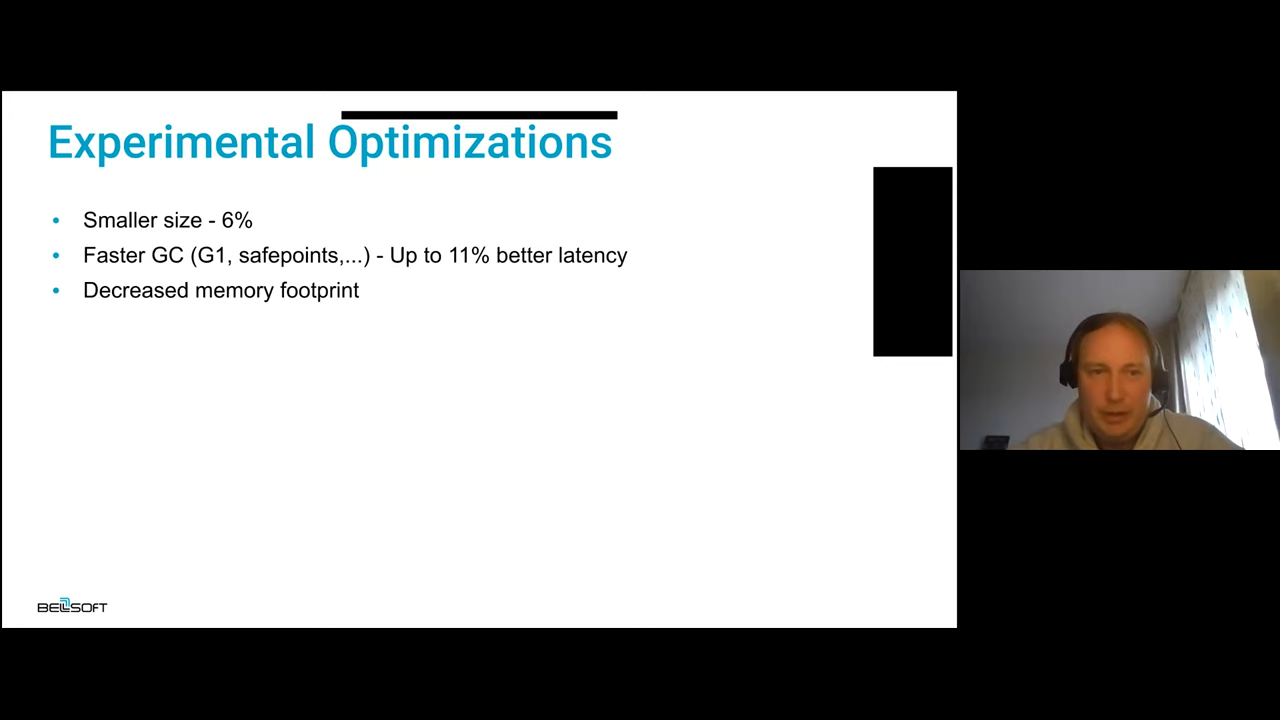 Experimental Optimizations
• Smaller size - 6%
• Faster GC (G1, safepoints,...) - Up to 11% better latency
• Decreased memory footprint
BELLSOFT